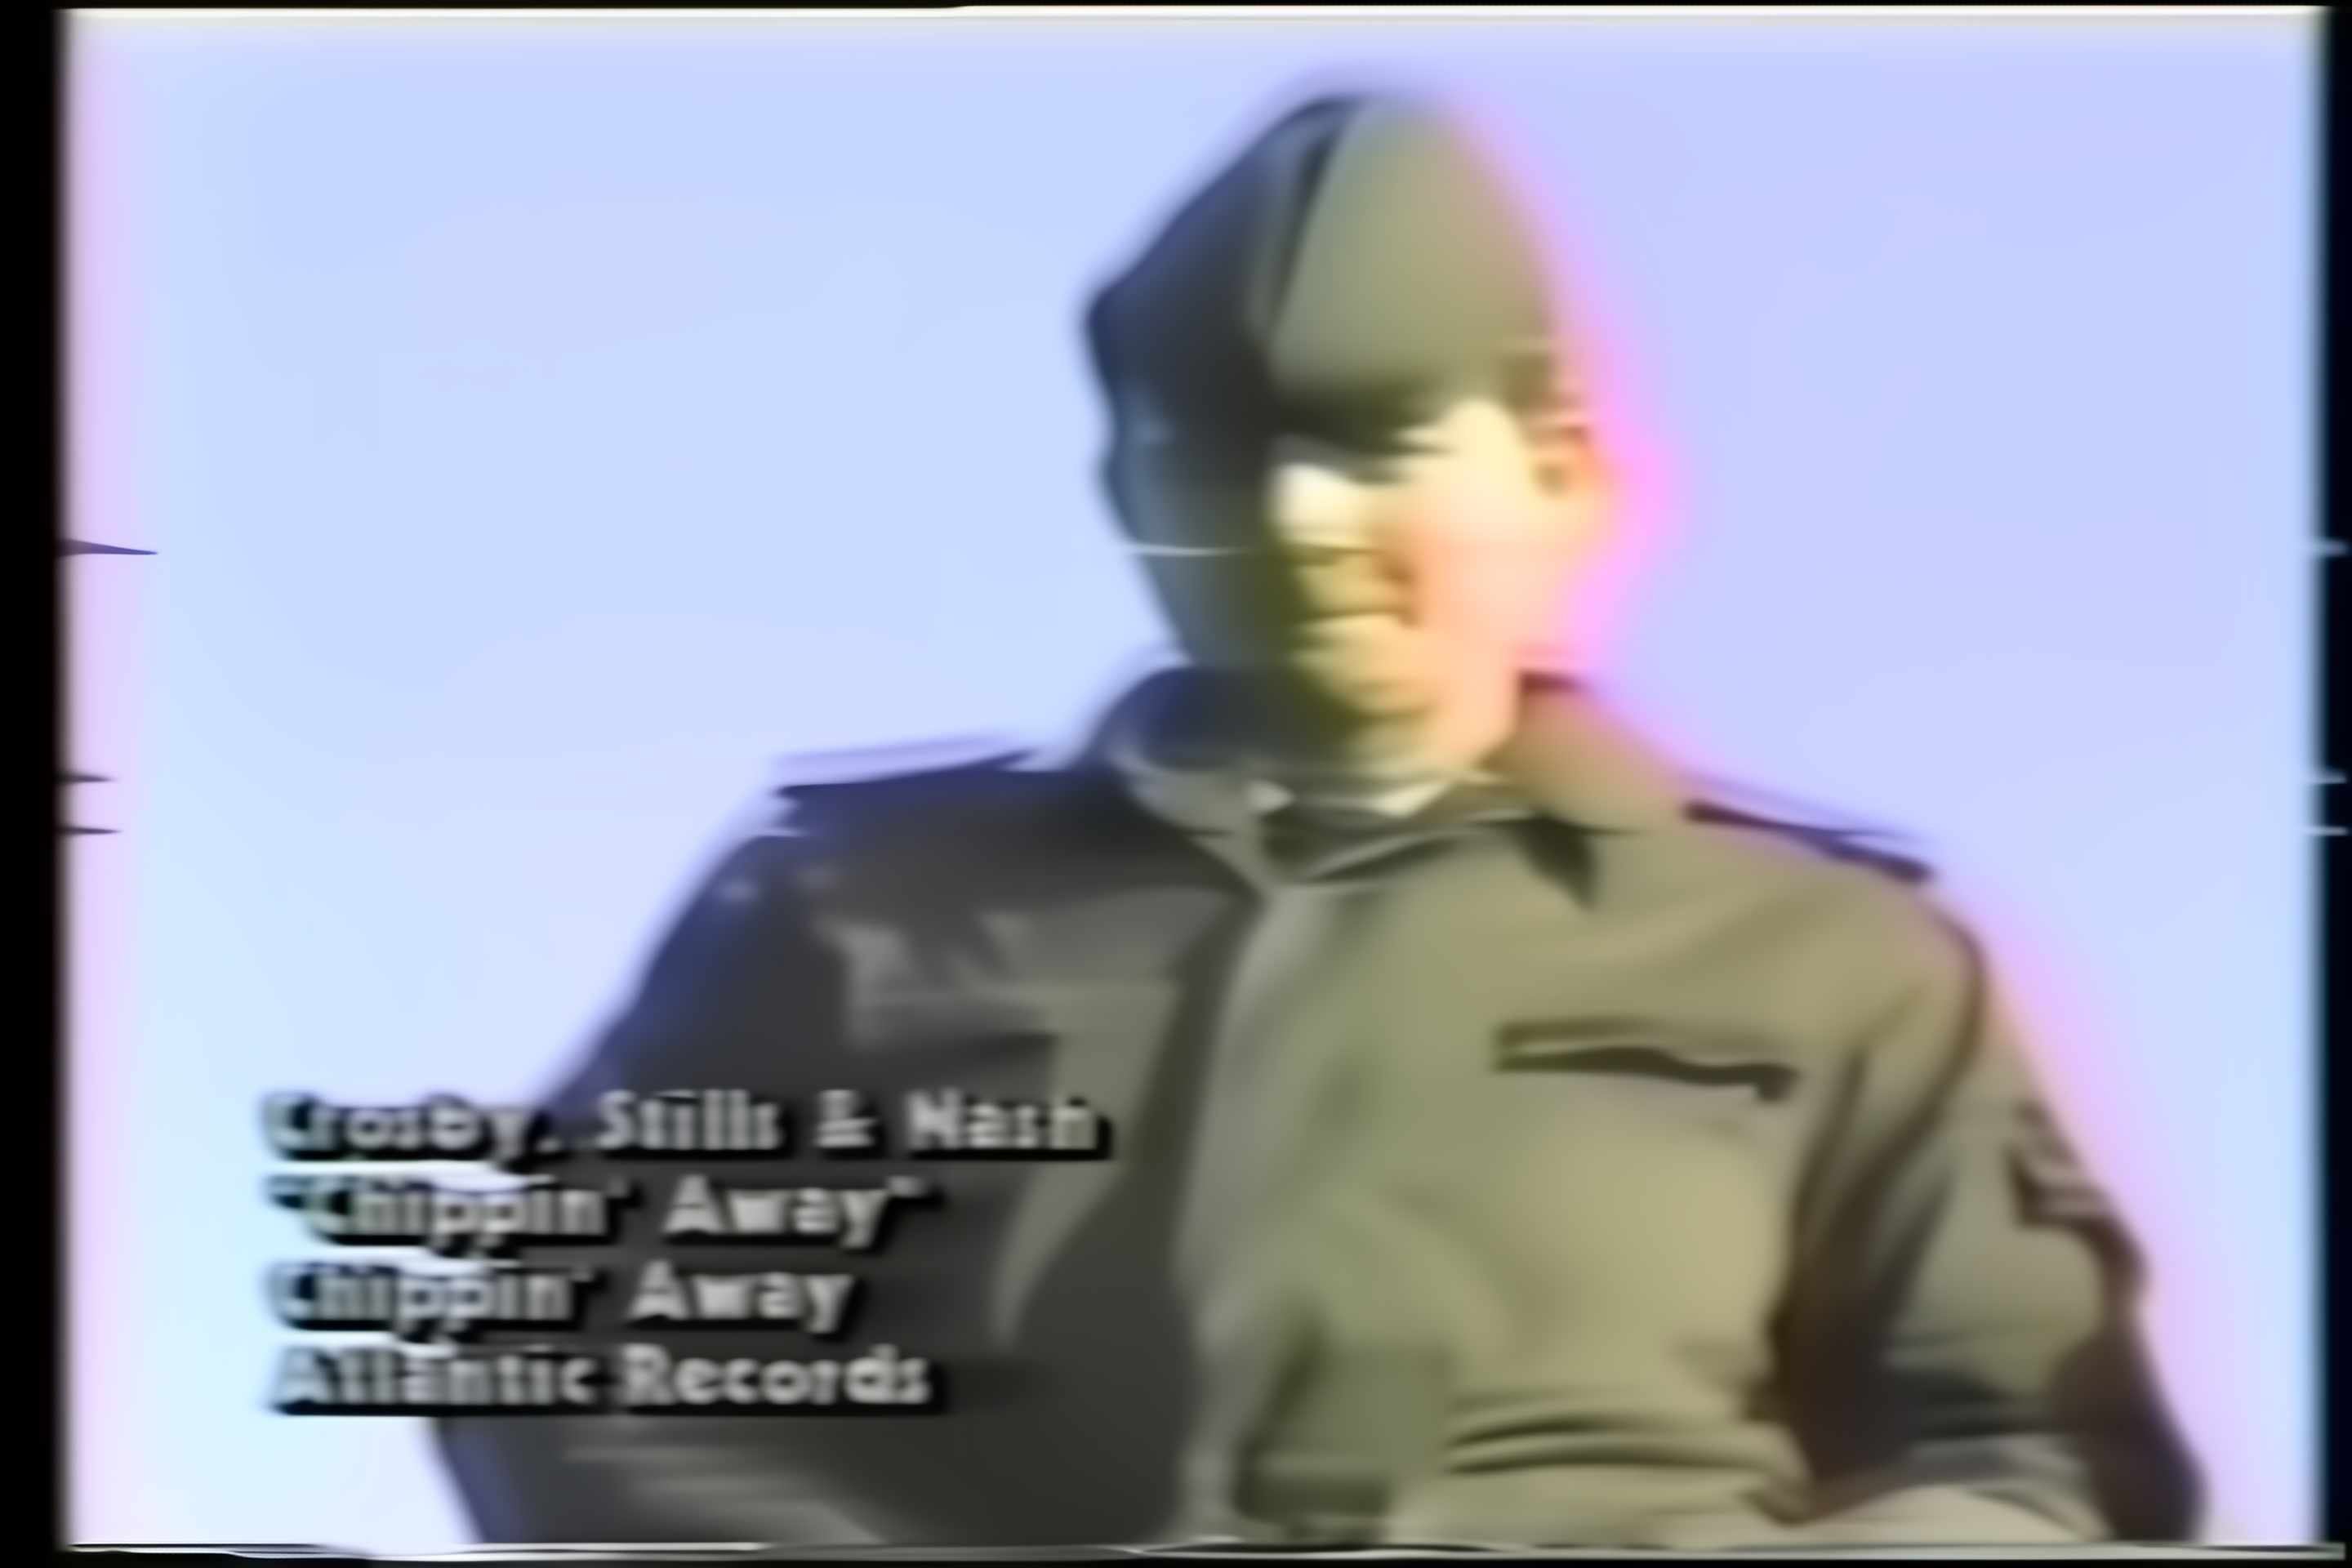 Crosby, Stills & Nash
"Chippin' Away"
Chippin' Away
Atlantic Records